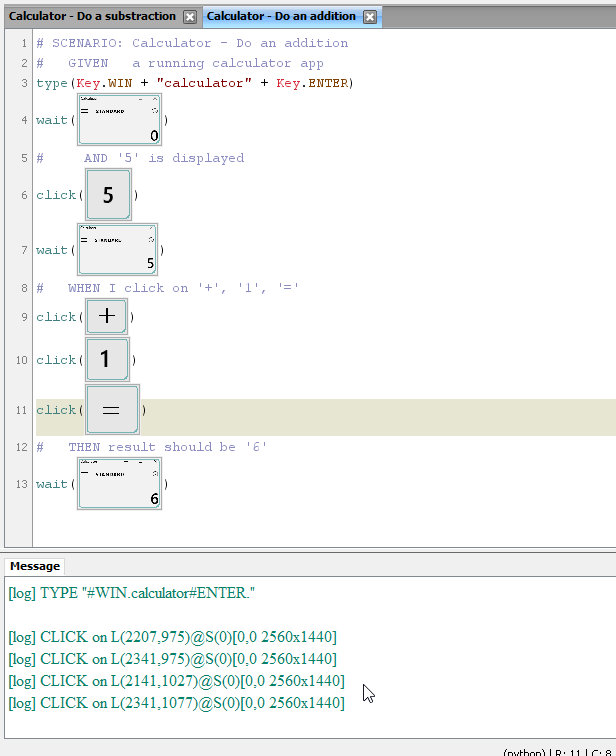 Calculator - Do a substraction Calculator - Do an addition
1 # SCENARIO: Calculator - Do an addition
2 # GIVEN a running calculator app
3 type(Key.WIN + "calculator" + Key.ENTER)
4 wait( STANDARD 0 )
5 # AND '5' is displayed
6 click( 5 )
7 wait( STANDARD 5 )
8 # WHEN I click on '+', '1', '='
9 click( + )
10 click( 1 )
11 click( = )
12 # THEN result should be '6'
13 wait( STANDARD 6 )
Message
[log] TYPE "#WIN.calculator#ENTER."
[log] CLICK on L(2207,975)@S(0)[0,0 2560x1440]
[log] CLICK on L(2341,975)@S(0)[0,0 2560x1440]
[log] CLICK on L(2141,1027)@S(0)[0,0 2560x1440]
[log] CLICK on L(2341,1077)@S(0)[0,0 2560x1440]
(python) | R: 11 | C: 8